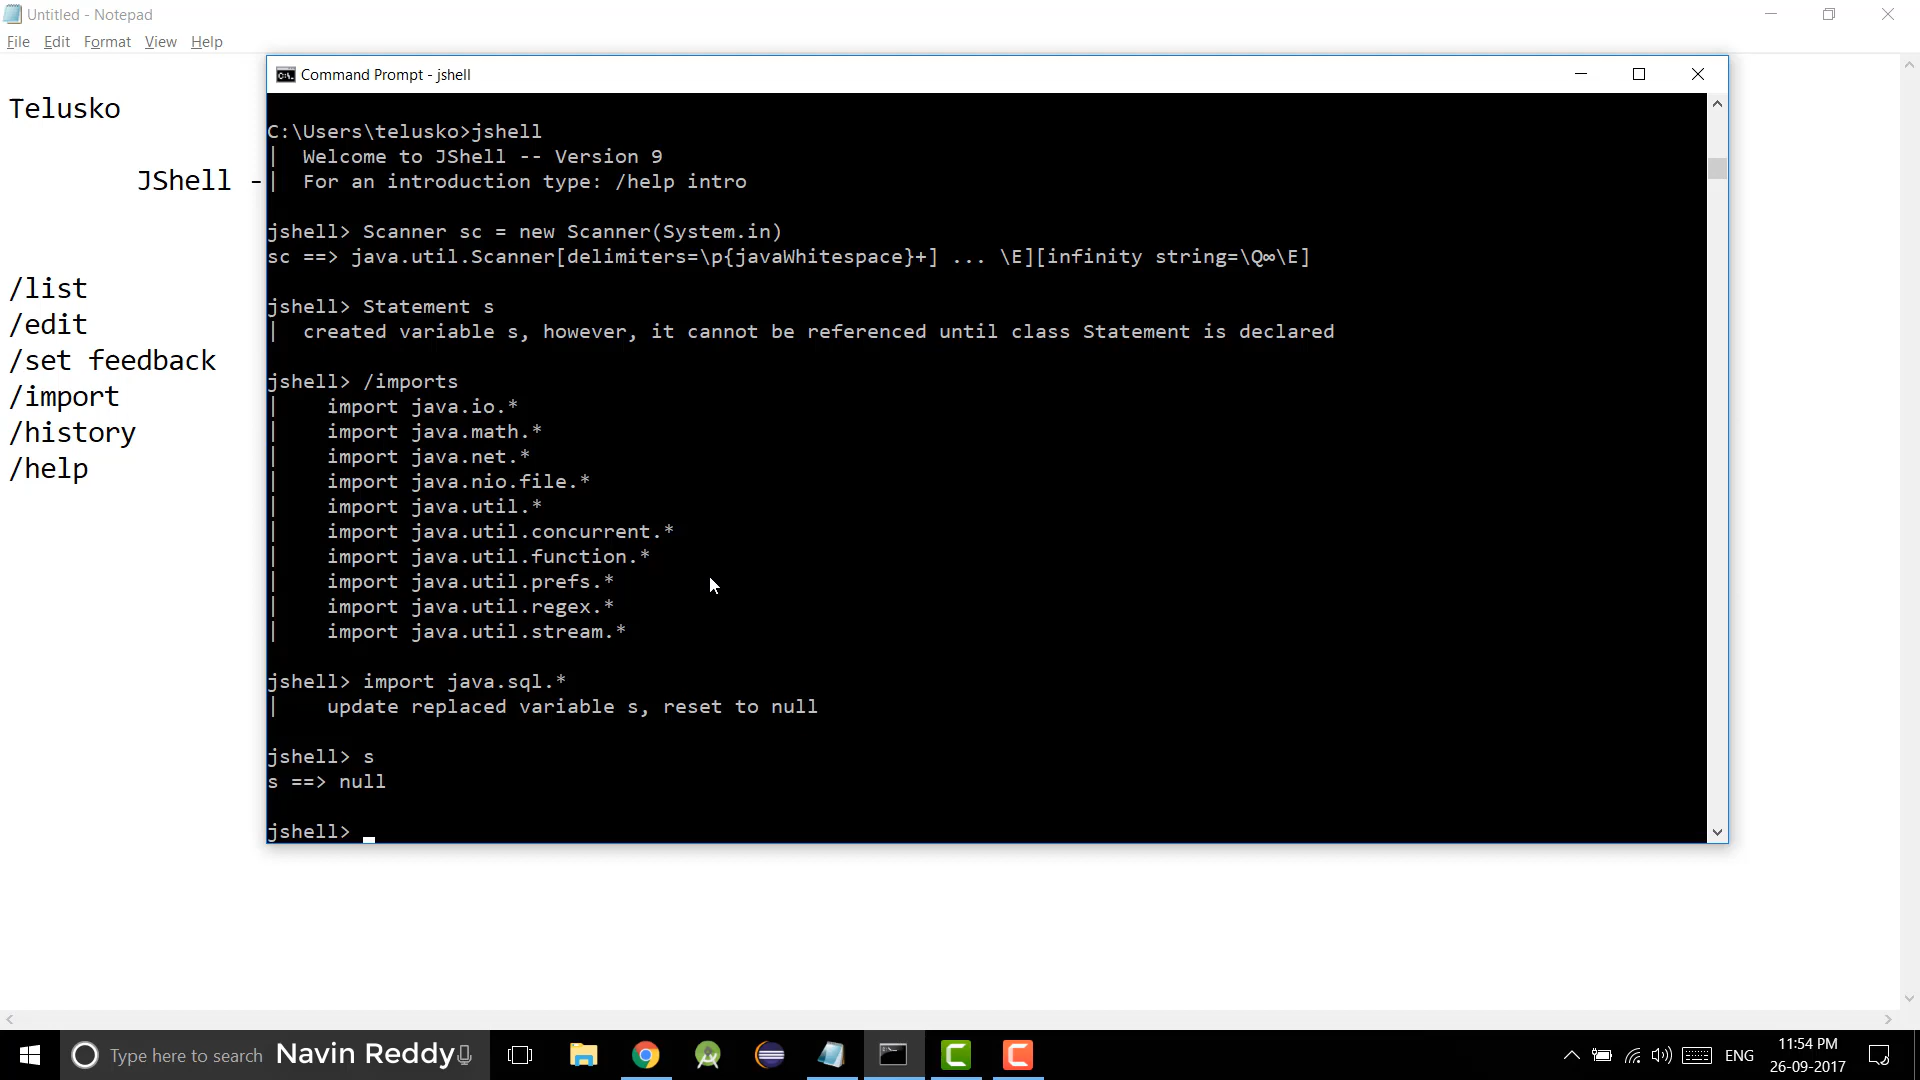 Untitled - Notepad
File Edit Format View Help
Telusko
JShell -
/list
/edit
/set feedback
/import
/history
/help
Command Prompt - jshell
C:\Users\telusko>jshell
|  Welcome to JShell -- Version 9
|  For an introduction type: /help intro
jshell> Scanner sc = new Scanner(System.in)
sc ==> java.util.Scanner[delimiters=\p{javaWhitespace}+] ... \E][infinity string=\Q∞\E]
jshell> Statement s
|  created variable s, however, it cannot be referenced until class Statement is declared
jshell> /imports
|    import java.io.*
|    import java.math.*
|    import java.net.*
|    import java.nio.file.*
|    import java.util.*
|    import java.util.concurrent.*
|    import java.util.function.*
|    import java.util.prefs.*
|    import java.util.regex.*
|    import java.util.stream.*
jshell> import java.sql.*
|    update replaced variable s, reset to null
jshell> s
s ==> null
jshell>
Type here to search
Navin Reddy
ENG
11:54 PM
26-09-2017